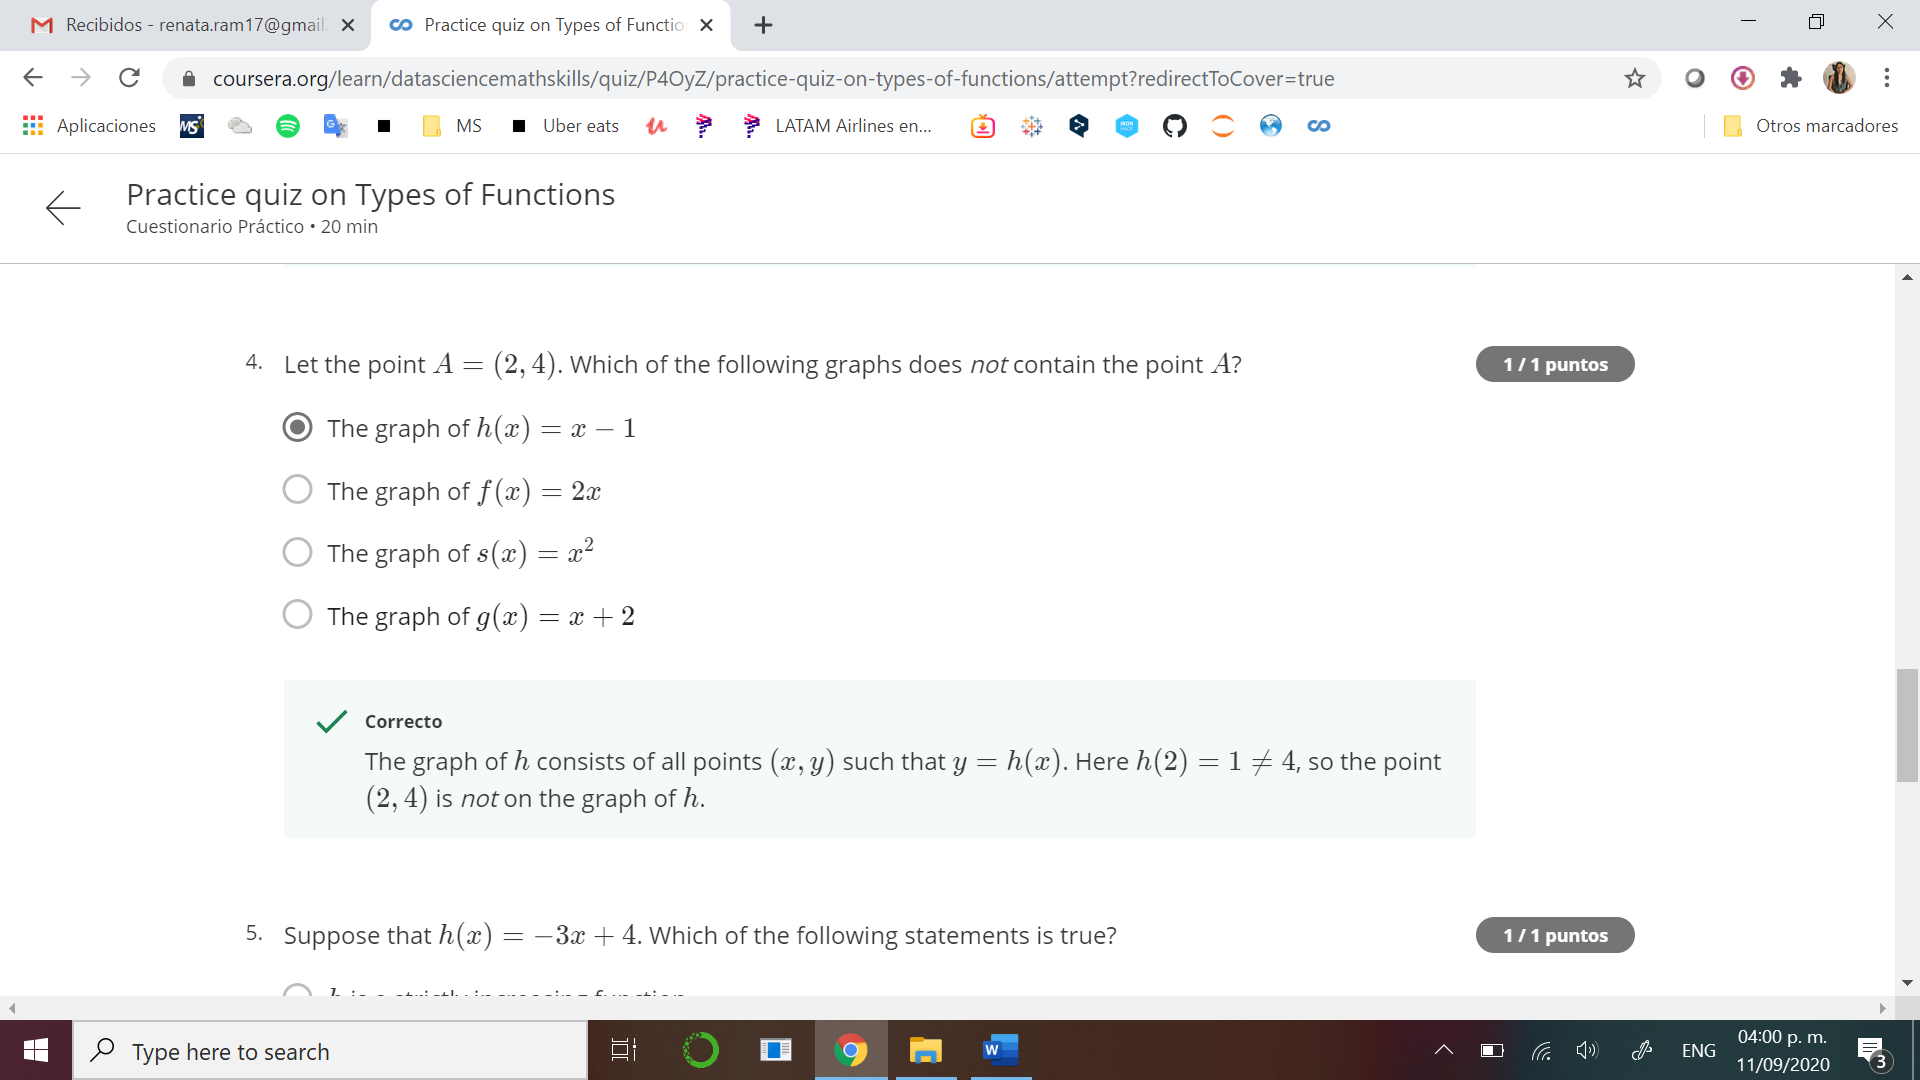 Recibidos - renata.ram17@gmail.
Practice quiz on Types of Functio
coursera.org/learn/datasciencemathskills/quiz/P4OyZ/practice-quiz-on-types-of-functions/attempt?redirectToCover=true
Aplicaciones MS MS Uber eats LATAM Airlines en... Otros marcadores
Practice quiz on Types of Functions
Cuestionario Práctico • 20 min
4. Let the point A = (2, 4). Which of the following graphs does not contain the point A? 1 / 1 puntos
The graph of h(x) = x − 1
The graph of f(x) = 2x
The graph of s(x) = x²
The graph of g(x) = x + 2
Correcto
The graph of h consists of all points (x, y) such that y = h(x). Here h(2) = 1 ≠ 4, so the point
(2, 4) is not on the graph of h.
5. Suppose that h(x) = −3x + 4. Which of the following statements is true? 1 / 1 puntos
h is a strictly increasing function
Type here to search
W
ENG
04:00 p. m.
11/09/2020
3